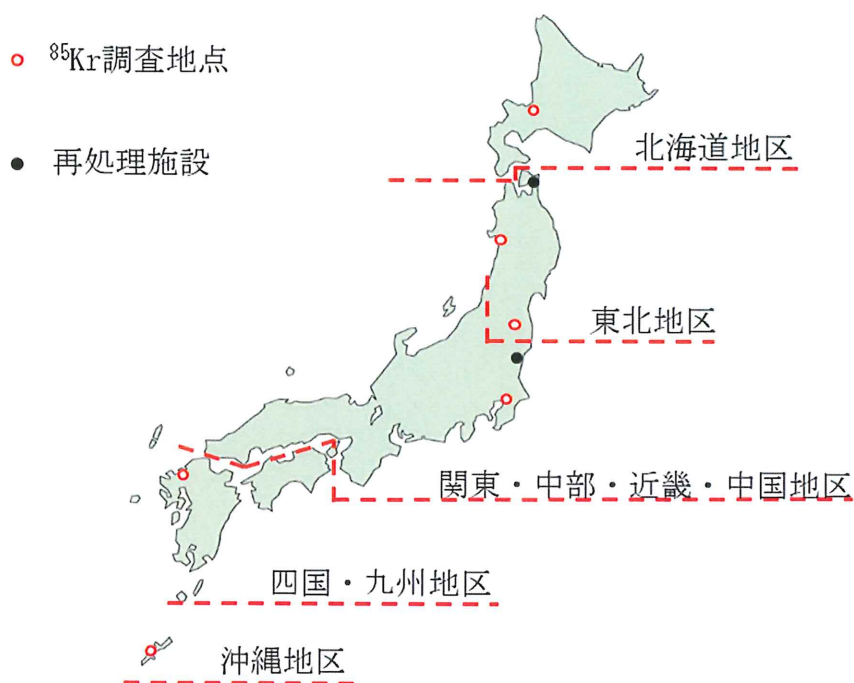 ⁸⁵Kr調査地点
再処理施設
北海道地区
東北地区
関東・中部・近畿・中国地区
四国・九州地区
沖縄地区